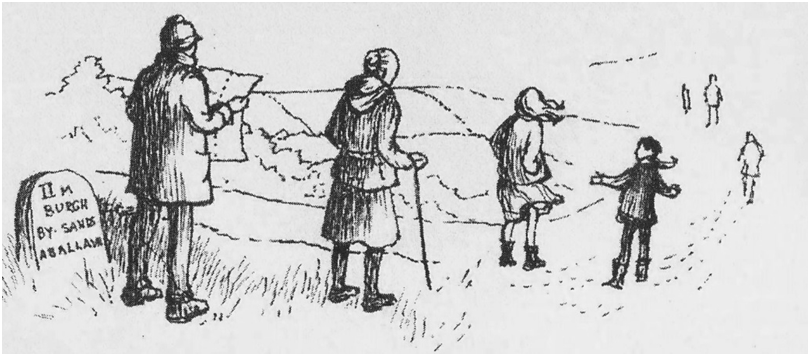 II M
BURGH
BY. SANDS
ABALLAVA